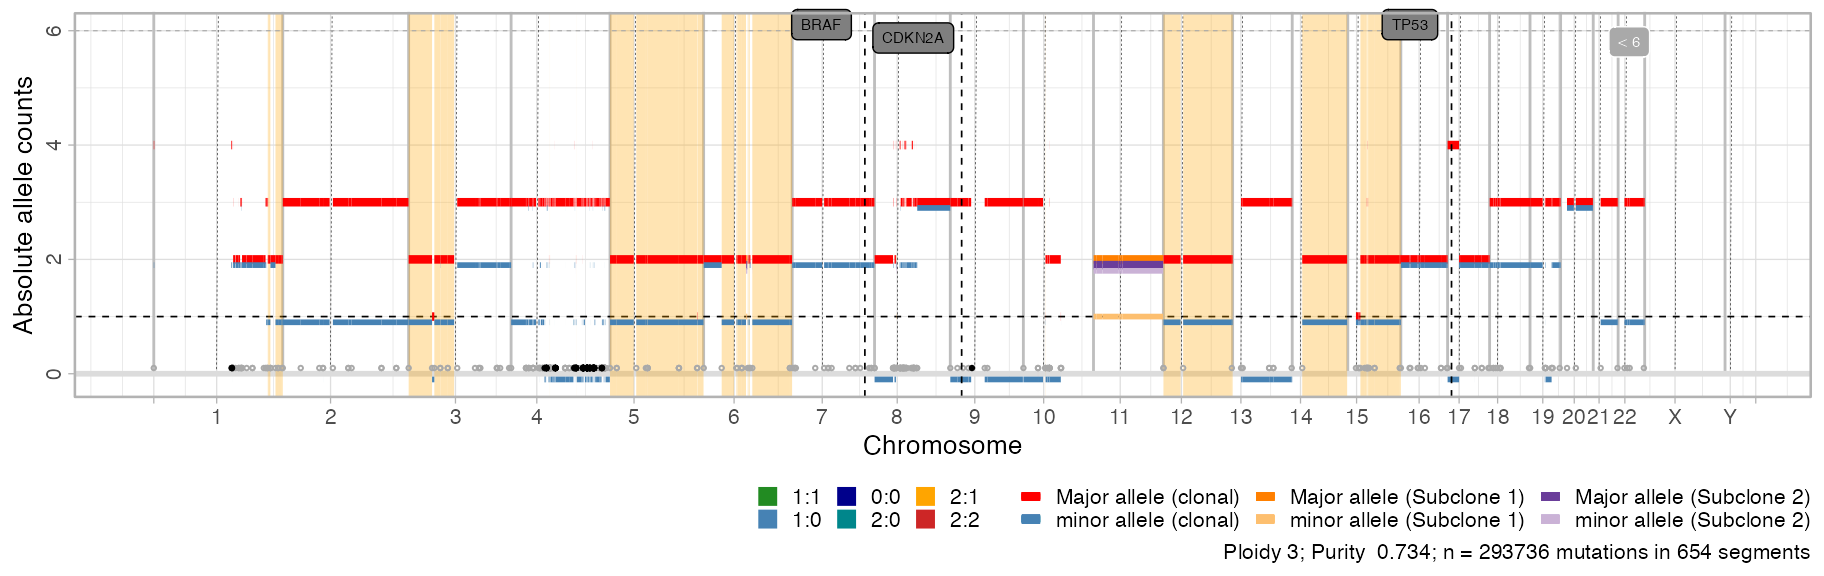 BRAF
CDKN2A
TP53
< 6
Absolute allele counts
6
4
2
0
1 2 3 4 5 6 7 8 9 10 11 12 13 14 15 16 17 18 19 20 21 22 X Y
Chromosome
1:1 0:0 2:1 Major allele (clonal) Major allele (Subclone 1) Major allele (Subclone 2)
1:0 2:0 2:2 minor allele (clonal) minor allele (Subclone 1) minor allele (Subclone 2)
Ploidy 3; Purity 0.734; n = 293736 mutations in 654 segments